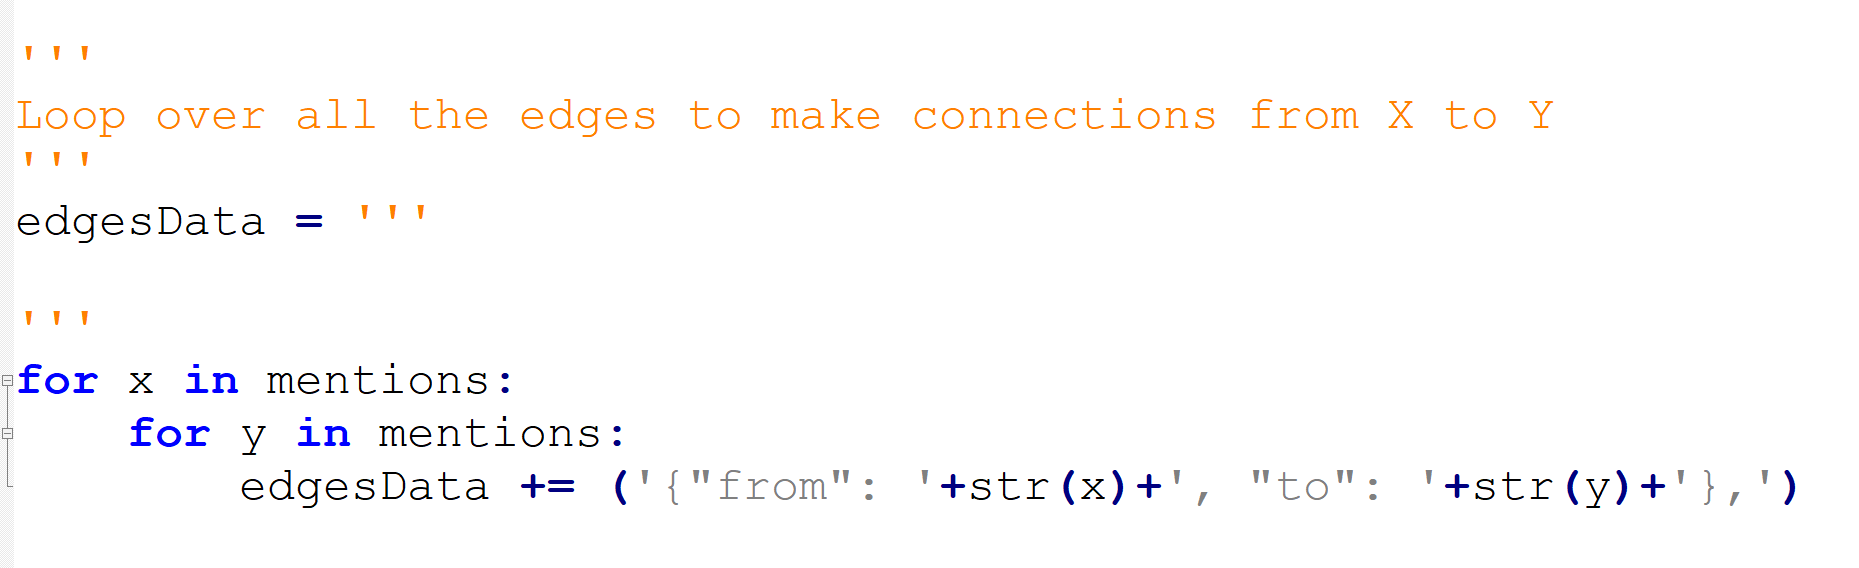 '''
Loop over all the edges to make connections from X to Y
'''
edgesData = '''

'''
for x in mentions:
    for y in mentions:
        edgesData += ('{"from": '+str(x)+', "to": '+str(y)+'},')